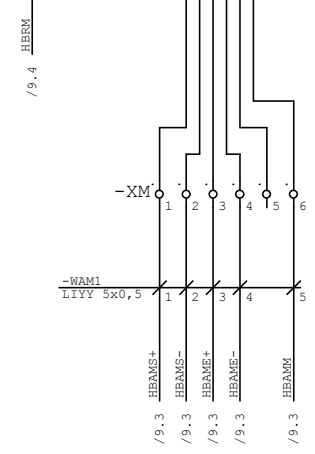 HBRM
/9.4
-XM
1 2 3 4 5 6
-WAM1
LIYY 5x0,5
1 2 3 4 5
HBAMS+ HBAMS- HBAME+ HBAME- HBAMM
/9.3 /9.3 /9.3 /9.3 /9.3